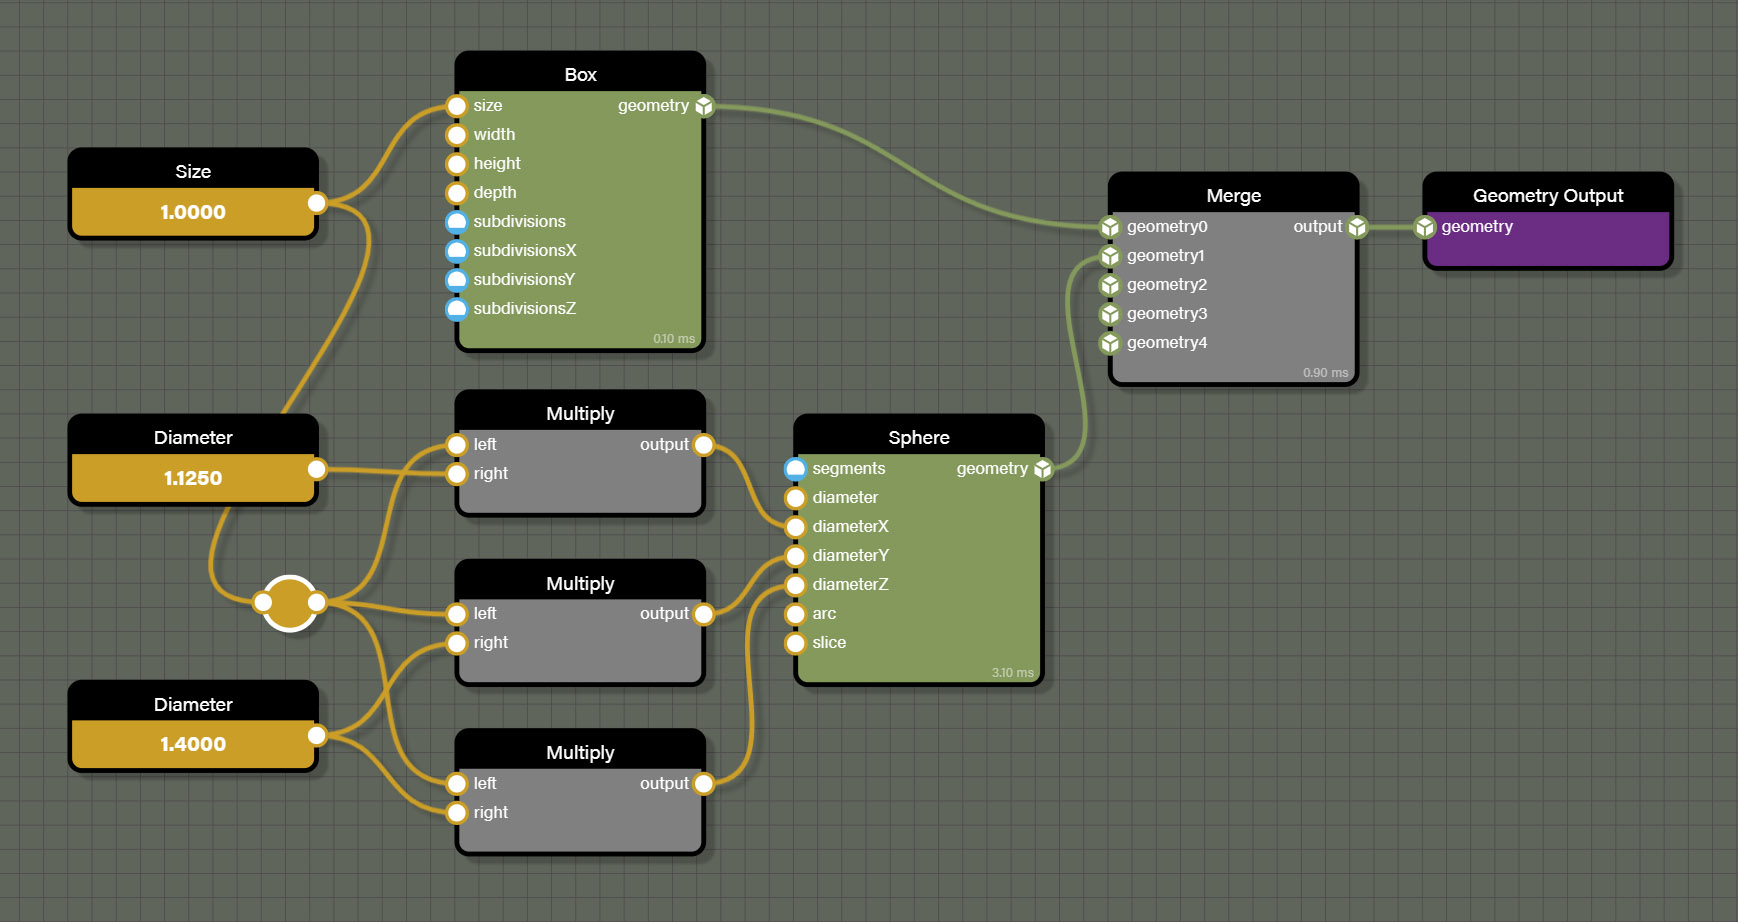 Box
size geometry
width
height
depth
subdivisions
subdivisionsX
subdivisionsY
subdivisionsZ
0.10 ms
Size
1.0000
Diameter
1.1250
Diameter
1.4000
Multiply
left output
right
Multiply
left output
right
Multiply
left output
right
Sphere
segments geometry
diameter
diameterX
diameterY
diameterZ
arc
slice
3.10 ms
Merge
geometry0 output
geometry1
geometry2
geometry3
geometry4
0.90 ms
Geometry Output
geometry